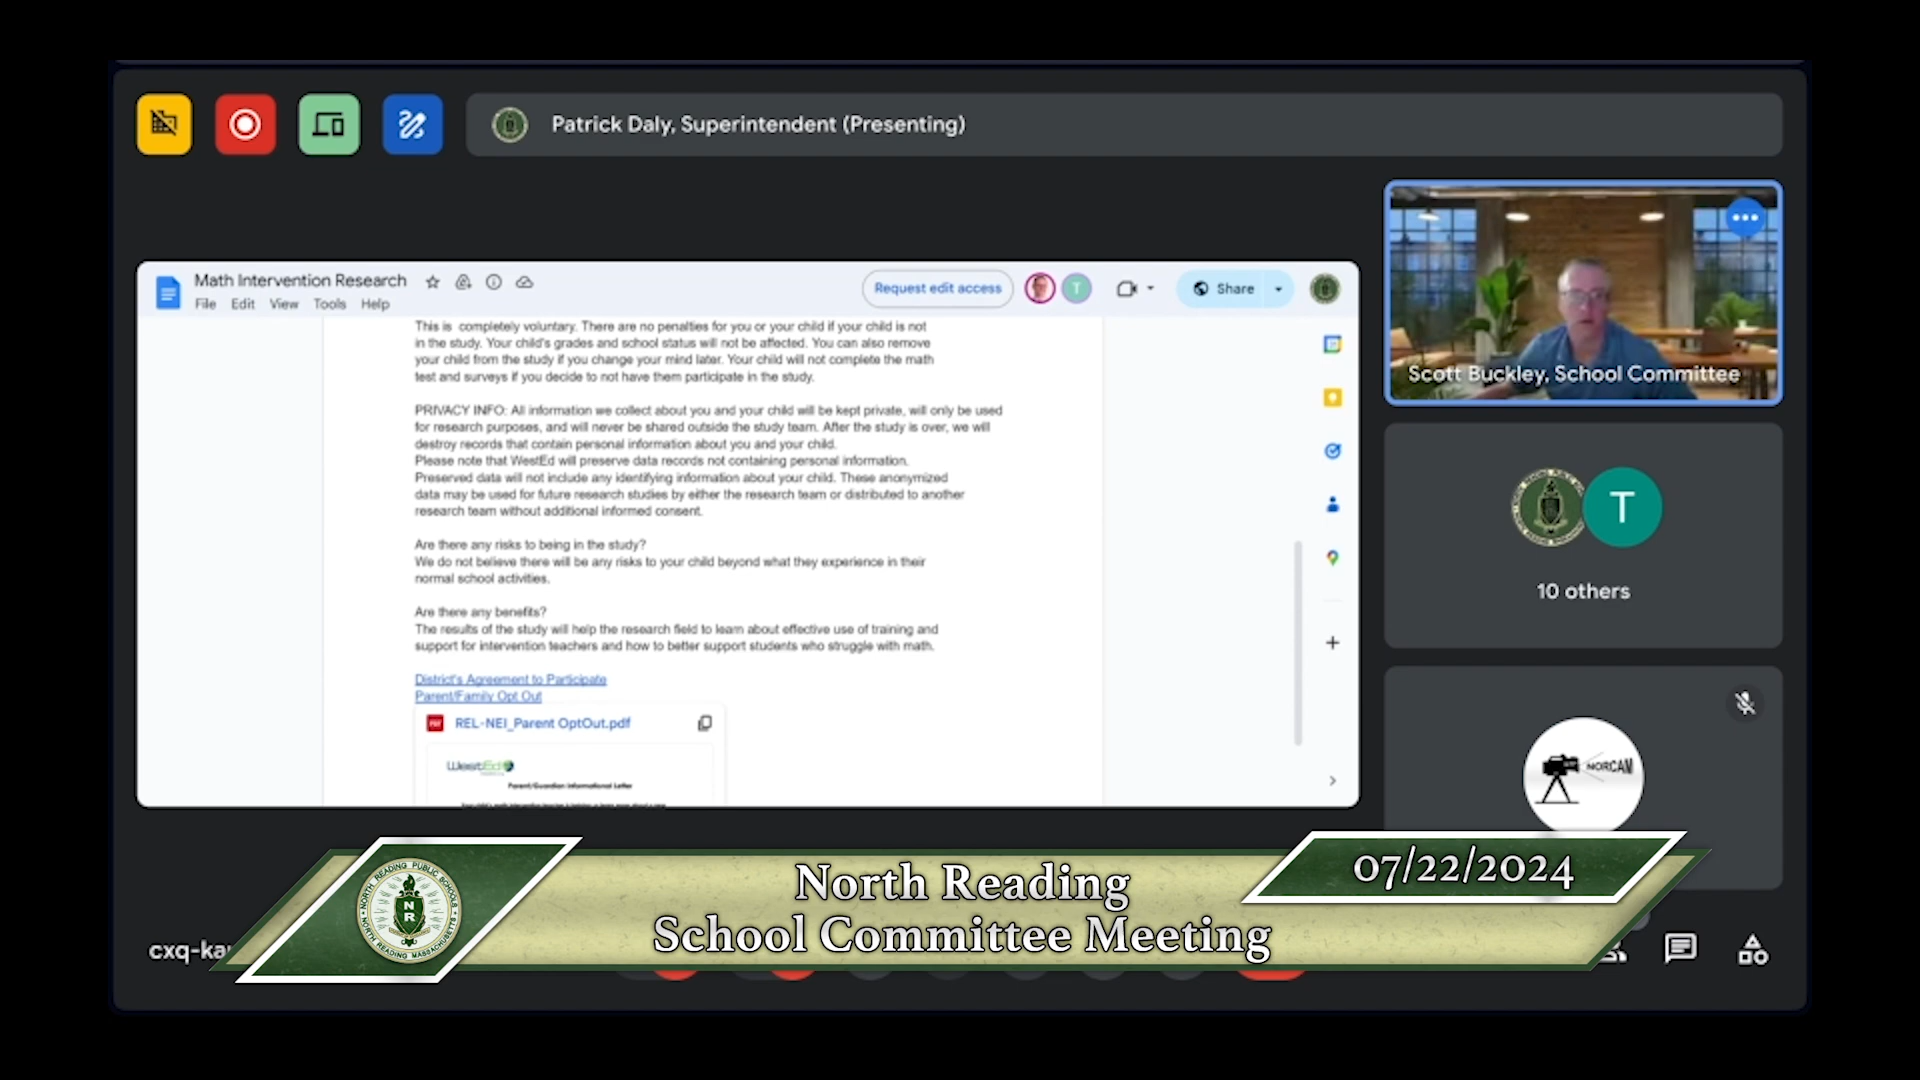 Patrick Daly, Superintendent (Presenting)
Math Intervention Research
File Edit View Tools Help
Request edit access
T
Share
This is completely voluntary. There are no penalties for you or your child if your child is not
in the study. Your child's grades and school status will not be affected. You can also remove
your child from the study if you change your mind later. Your child will not complete the math
test and surveys if you decide to not have them participate in the study.
PRIVACY INFO: All information we collect about you and your child will be kept private, will only be used
for research purposes, and will never be shared outside the study team. After the study is over, we will
destroy records that contain personal information about you and your child.
Please note that WestEd will preserve data records not containing personal information.
Preserved data will not include any identifying information about your child. These anonymized
data may be used for future research studies by either the research team or distributed to another
research team without additional informed consent.
Are there any risks to being in the study?
We do not believe there will be any risks to your child beyond what they experience in their
normal school activities.
Are there any benefits?
The results of the study will help the research field to learn about effective use of training and
support for intervention teachers and how to better support students who struggle with math.
District's Agreement to Participate
Parent/Family Opt Out
REL-NEI_Parent OptOut.pdf
WestEd
Parent/Guardian Informational Letter
Scott Buckley, School Committee
T
10 others
NORCAM
North Reading
School Committee Meeting
07/22/2024
NORTH READING PUBLIC SCHOOLS
N
R
NORTH READING MASSACHUSETTS
cxq-ka